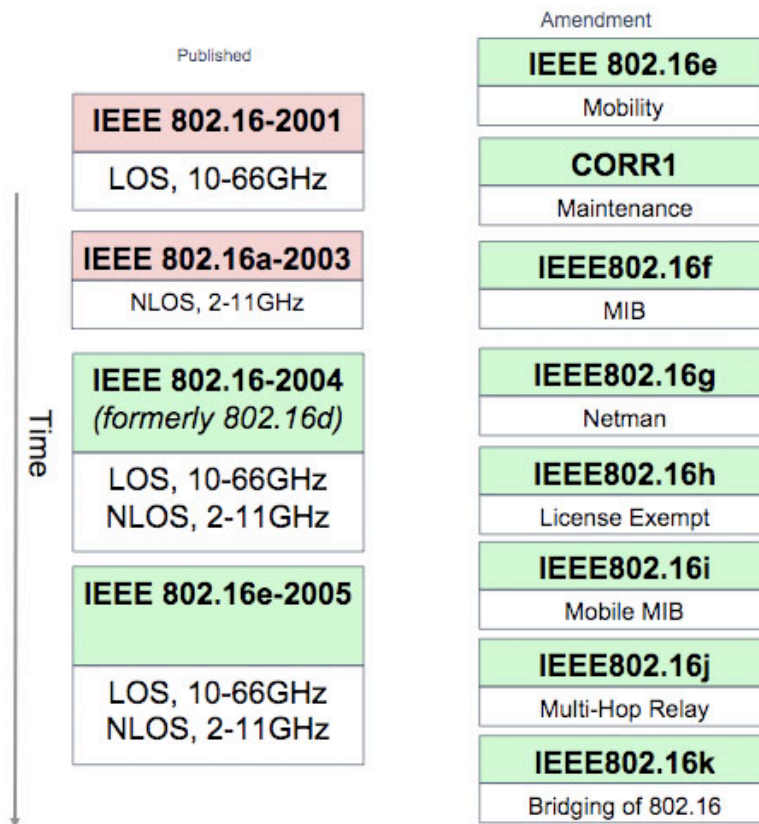 Published
IEEE 802.16-2001
LOS, 10-66GHz
IEEE 802.16a-2003
NLOS, 2-11GHz
IEEE 802.16-2004
(formerly 802.16d)
LOS, 10-66GHz
NLOS, 2-11GHz
IEEE 802.16e-2005
LOS, 10-66GHz
NLOS, 2-11GHz
Time
Amendment
IEEE 802.16e
Mobility
CORR1
Maintenance
IEEE802.16f
MIB
IEEE802.16g
Netman
IEEE802.16h
License Exempt
IEEE802.16i
Mobile MIB
IEEE802.16j
Multi-Hop Relay
IEEE802.16k
Bridging of 802.16